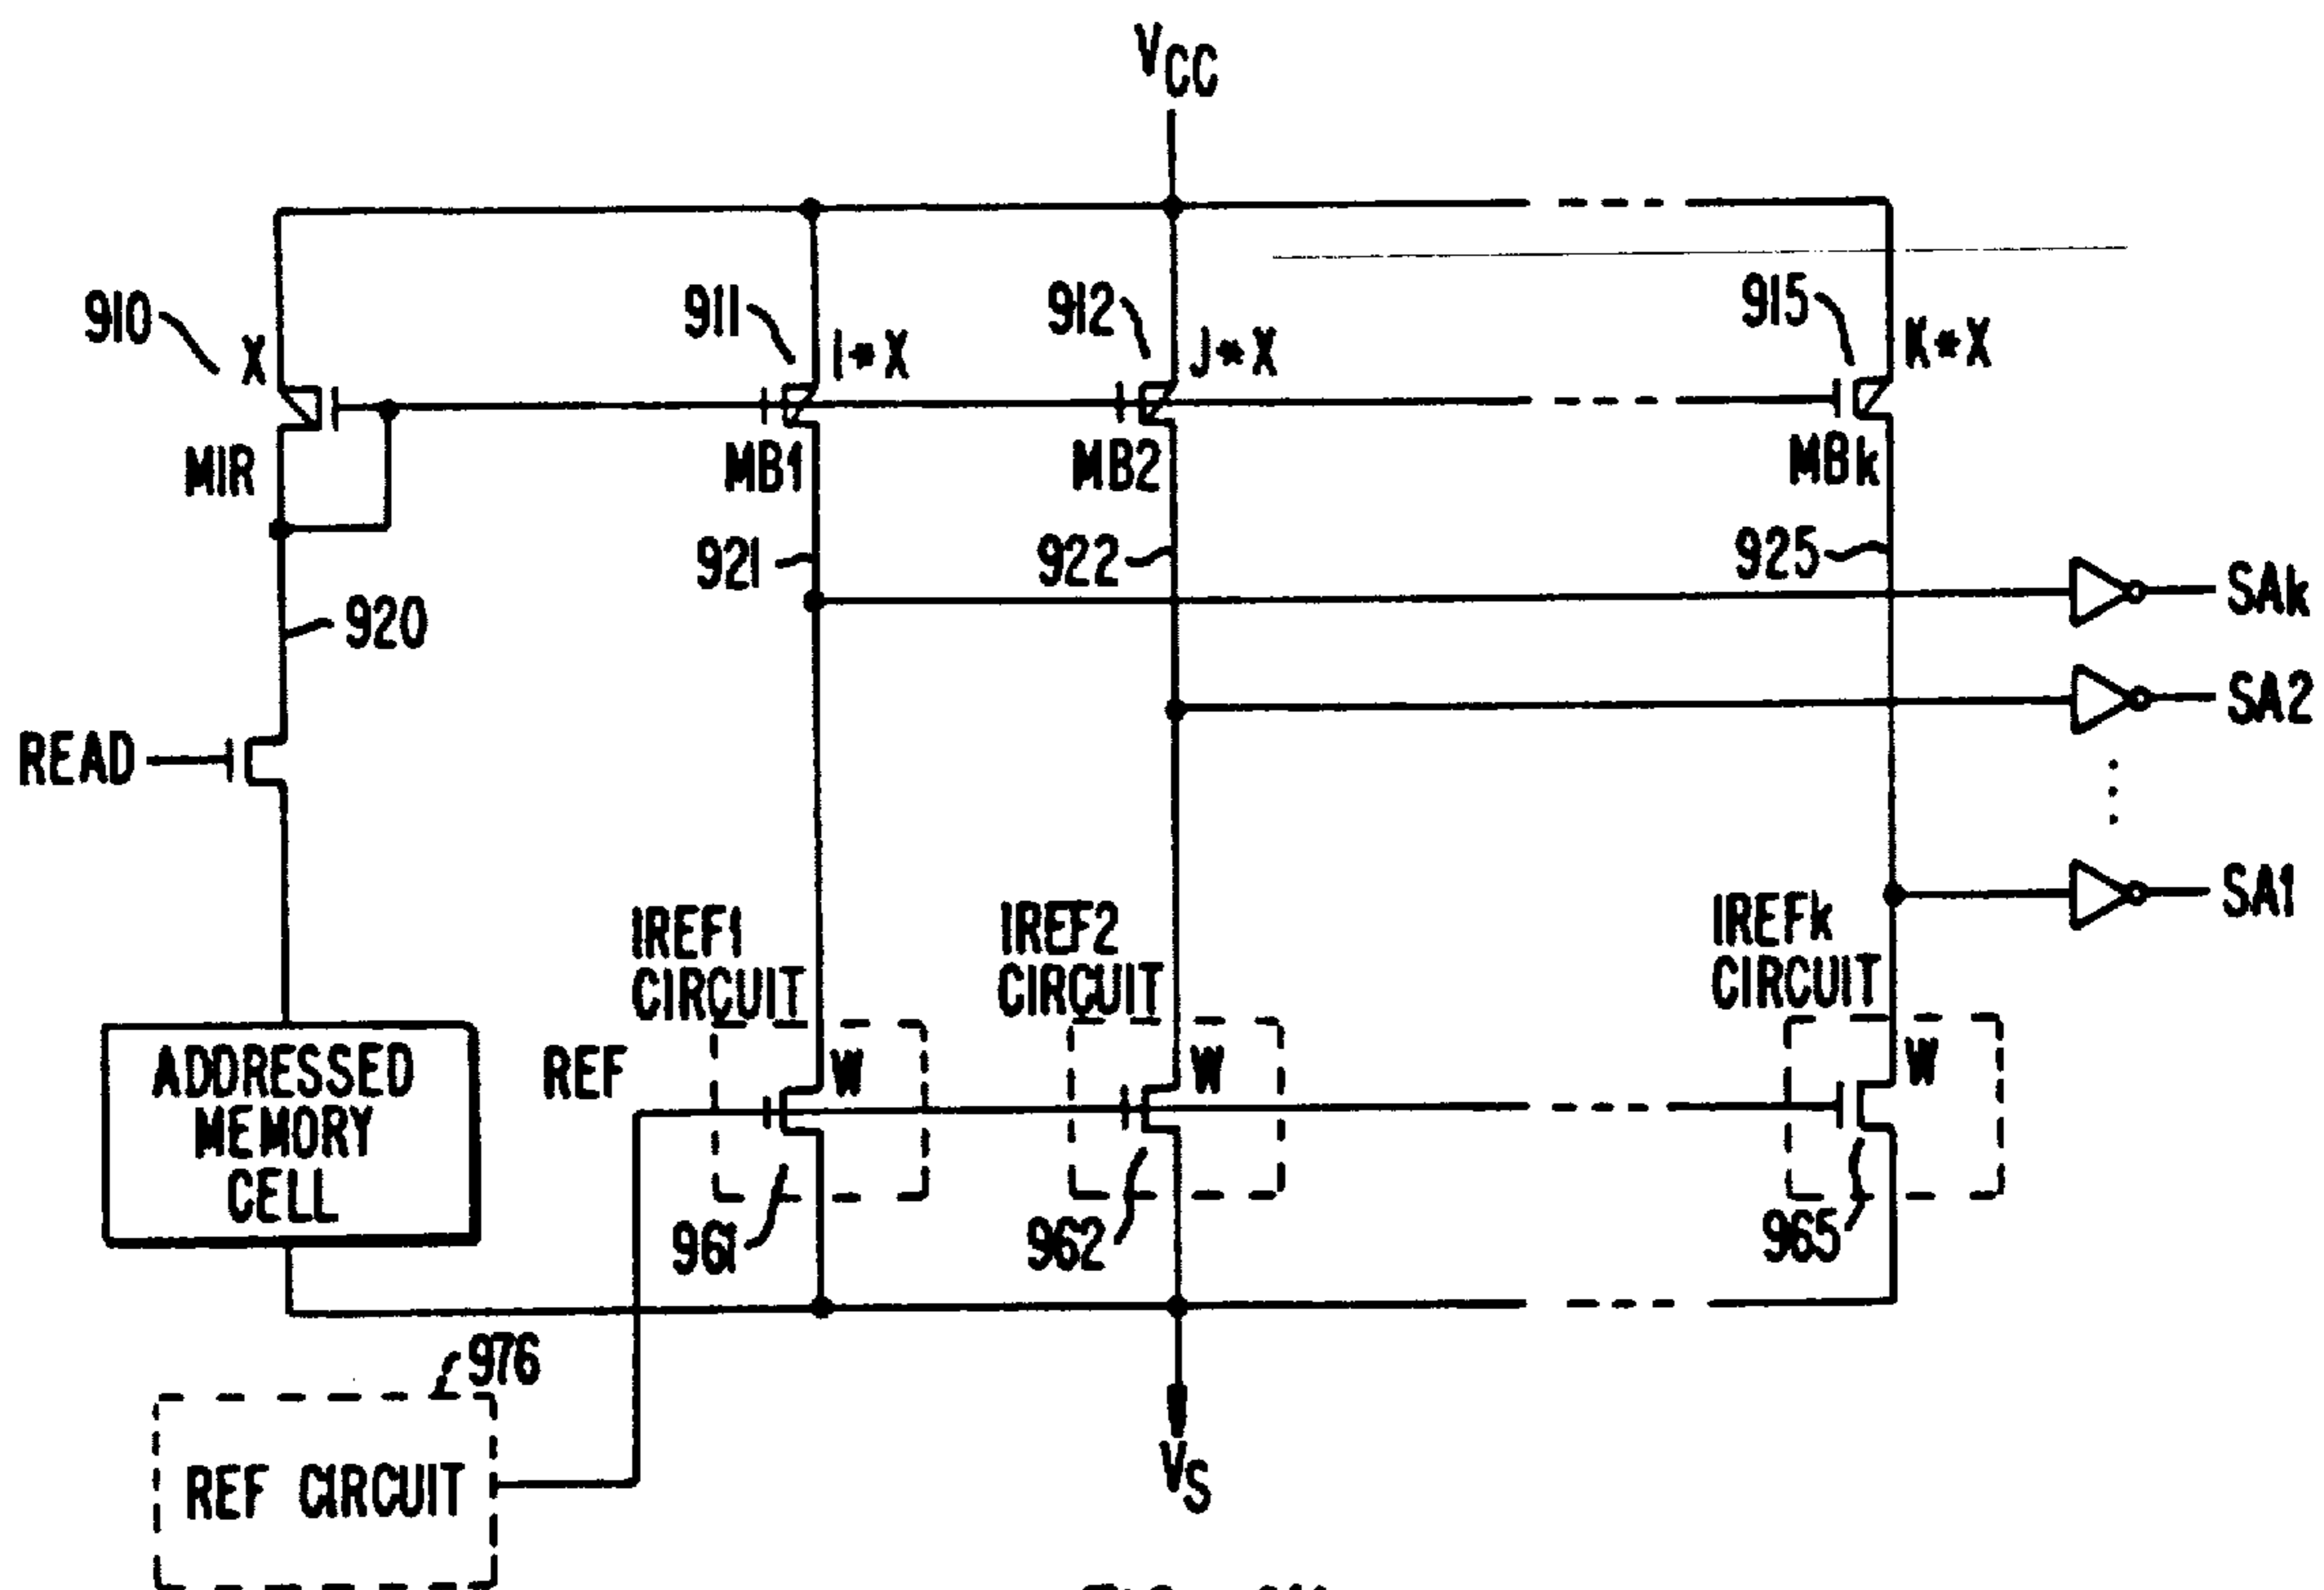 VCC
910
X
911
I*X
912
J*X
915
K*X
MIR
MB1
MB2
MBk
920
921
922
925
SAk
SA2
SA1
READ
IREF1
CIRCUIT
IREF2
CIRCUIT
IREFk
CIRCUIT
ADDRESSED
MEMORY
CELL
REF
W
W
W
961
962
965
976
REF CIRCUIT
VS